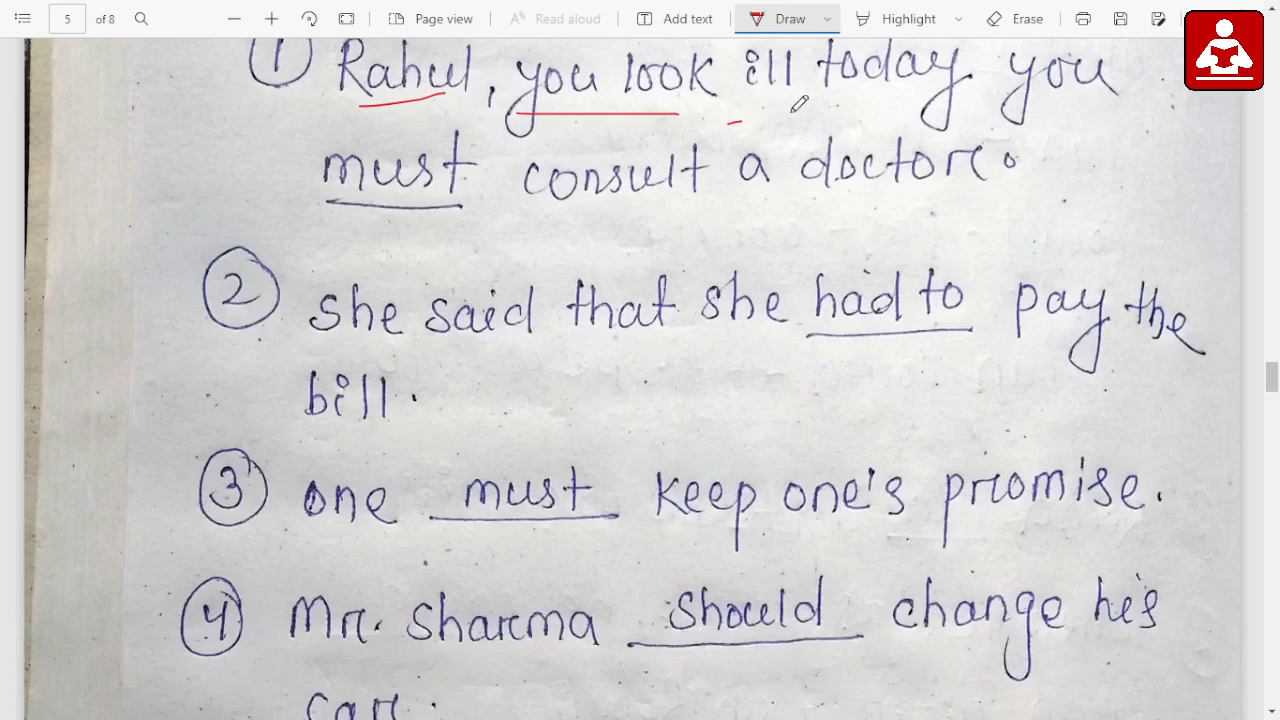 5 of 8 Page view Read aloud Add text Draw Highlight Erase
① Rahul, you look ill today you
must consult a doctor.
② She said that she had to pay the
bill.
③ one must keep one's promise.
④ Mr. Sharma should change his
car.